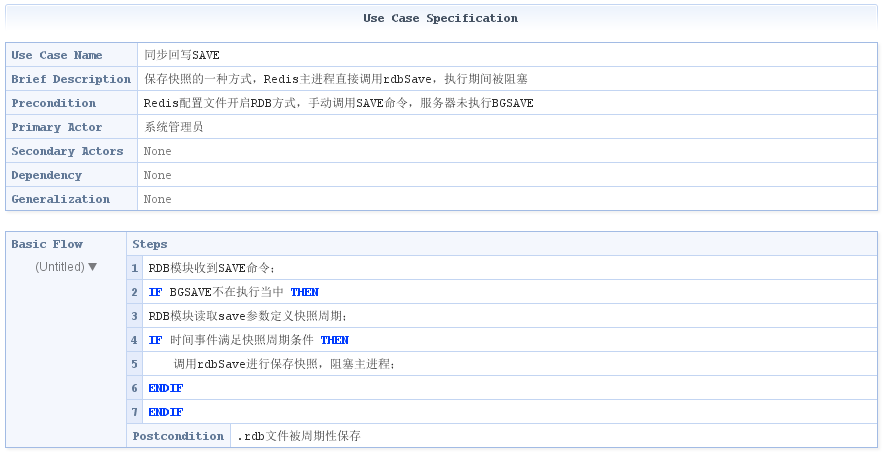 Use Case Specification
Use Case Name 同步回写SAVE
Brief Description 保存快照的一种方式，Redis主进程直接调用rdbSave，执行期间被阻塞
Precondition Redis配置文件开启RDB方式，手动调用SAVE命令，服务器未执行BGSAVE
Primary Actor 系统管理员
Secondary Actors None
Dependency None
Generalization None
Basic Flow Steps
(Untitled) ▼
1 RDB模块收到SAVE命令；
2 IF BGSAVE不在执行当中 THEN
3 RDB模块读取save参数定义快照周期；
4 IF 时间事件满足快照周期条件 THEN
5 调用rdbSave进行保存快照，阻塞主进程；
6 ENDIF
7 ENDIF
Postcondition .rdb文件被周期性保存